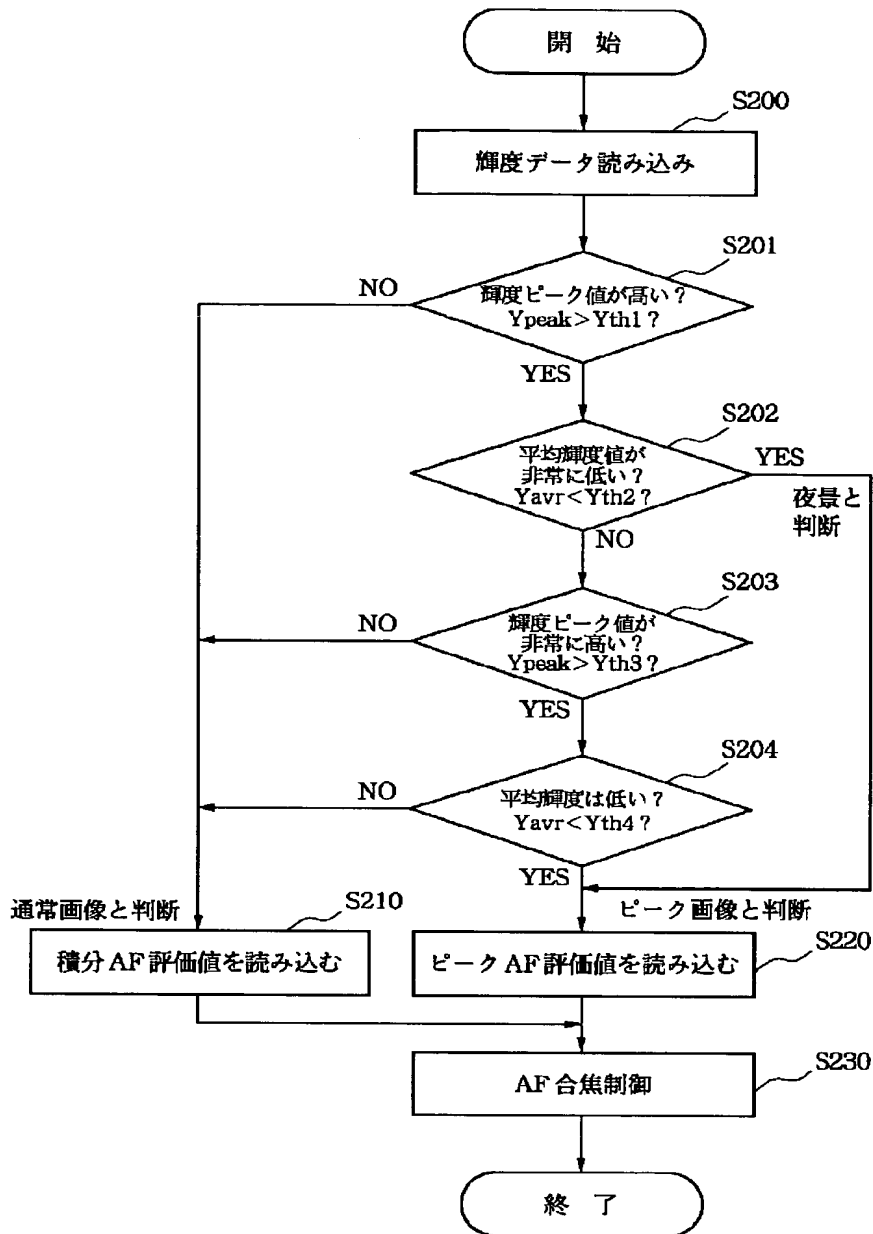 開 始
S200
輝度データ読み込み
S201
輝度ピーク値が高い？
Ypeak＞Yth1？
NO
YES
S202
平均輝度値が
非常に低い？
Yavr＜Yth2？
YES
夜景と
判断
NO
S203
輝度ピーク値が
非常に高い？
Ypeak＞Yth3？
NO
YES
S204
平均輝度は低い？
Yavr＜Yth4？
NO
YES
通常画像と判断
ピーク画像と判断
S210
積分AF評価値を読み込む
S220
ピークAF評価値を読み込む
S230
AF合焦制御
終 了